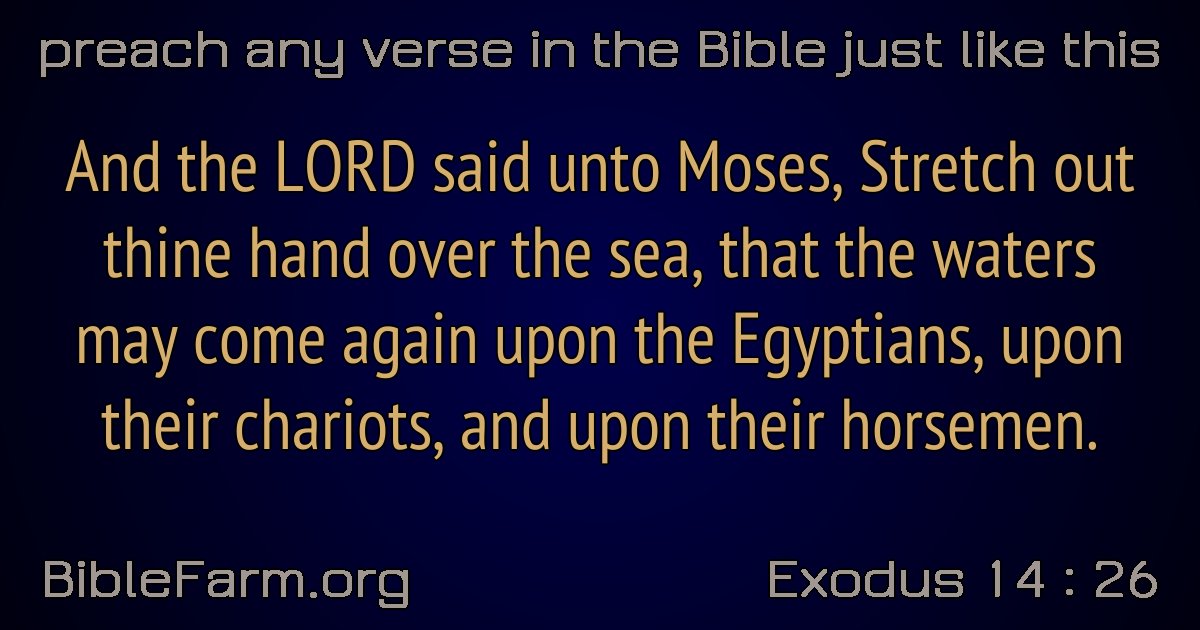 preach any verse in the Bible just like this
And the LORD said unto Moses, Stretch out
thine hand over the sea, that the waters
may come again upon the Egyptians, upon
their chariots, and upon their horsemen.
BibleFarm.org
Exodus 14 : 26